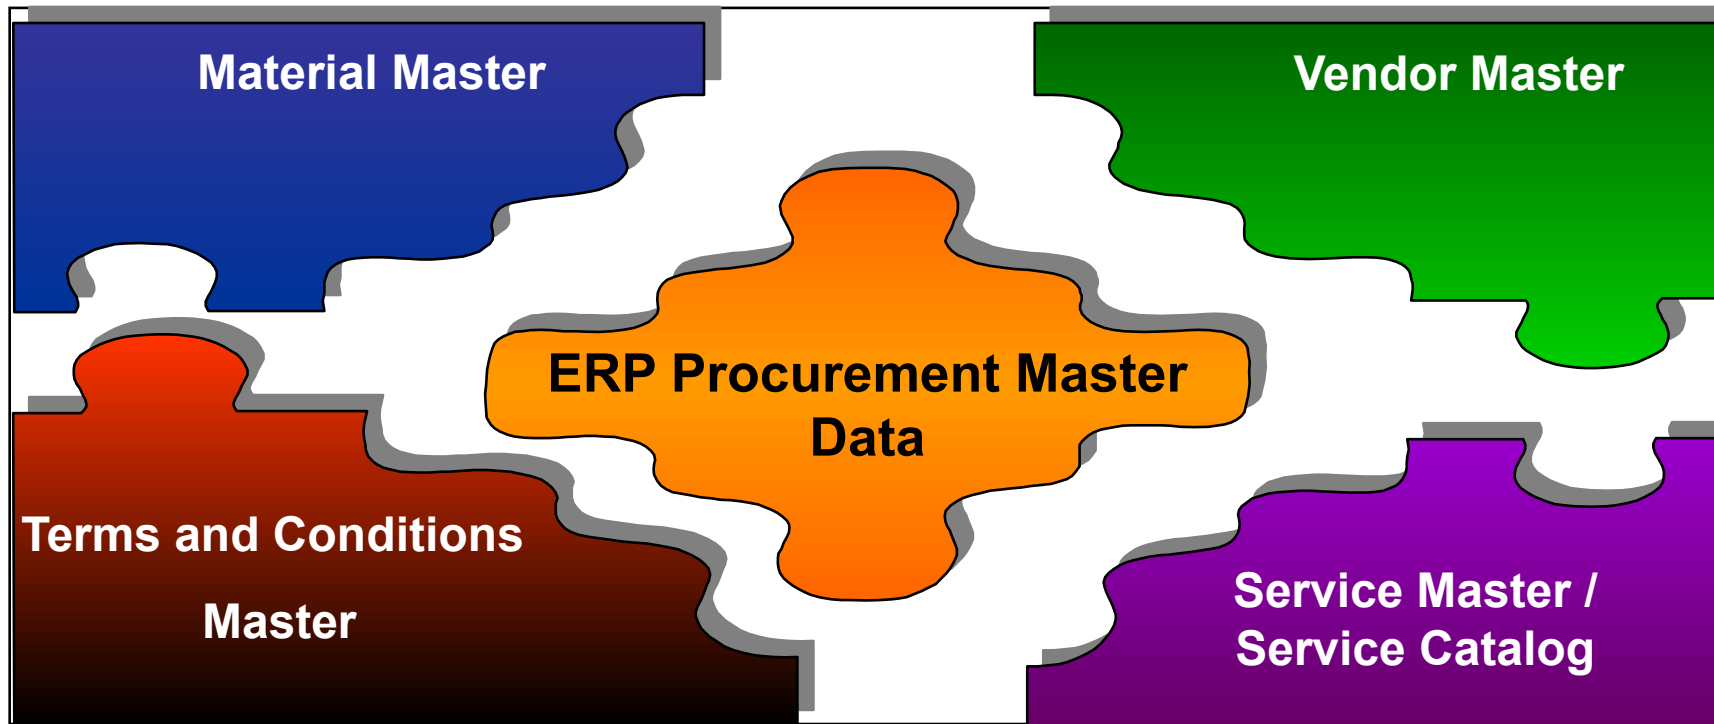 Material Master
Vendor Master
ERP Procurement Master
Data
Terms and Conditions
Master
Service Master /
Service Catalog